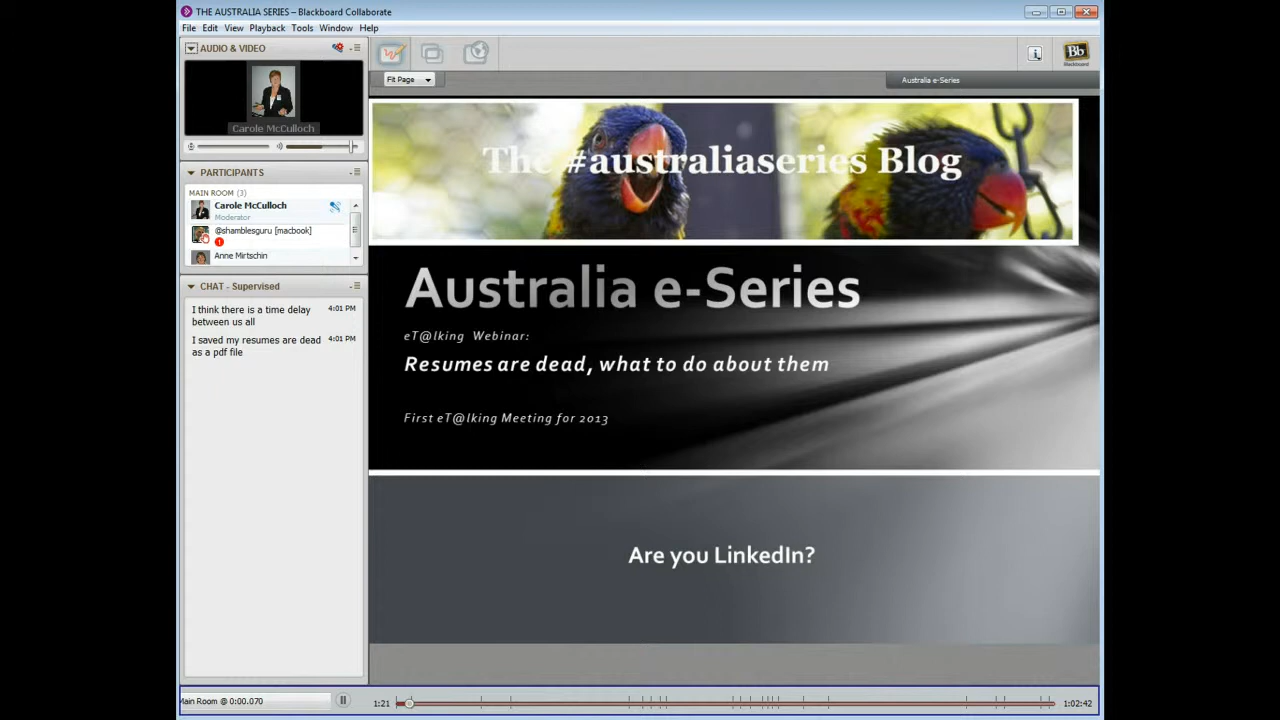 THE AUSTRALIA SERIES – Blackboard Collaborate
File Edit View Playback Tools Window Help
AUDIO & VIDEO
Carole McCulloch
PARTICIPANTS
MAIN ROOM (3)
Carole McCulloch
Moderator
@shamblesguru [macbook]
Anne Mirtschin
CHAT - Supervised
I think there is a time delay 4:01 PM
between us all
I saved my resumes are dead 4:01 PM
as a pdf file
Fit Page
Australia e-Series
Bb
Blackboard
The #australiaseries Blog
Australia e-Series
eT@lking Webinar:
Resumes are dead, what to do about them
First eT@lking Meeting for 2013
Are you LinkedIn?
Main Room @ 0:00.070
1:21
1:02:42